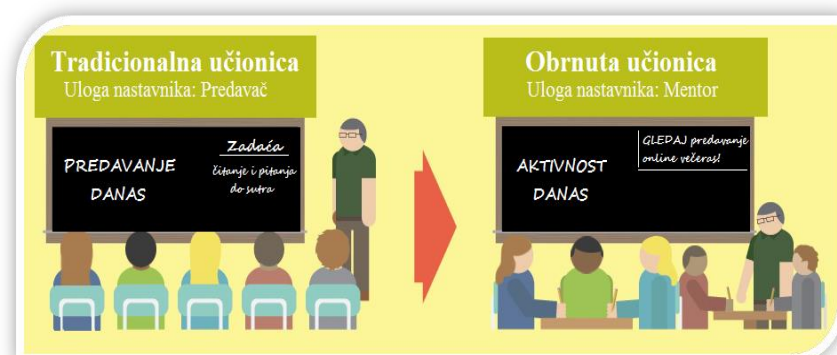 Tradicionalna učionica
Uloga nastavnika: Predavač
PREDAVANJE
DANAS
Zadaća
čitanje i pitanja
do sutra
Obrnuta učionica
Uloga nastavnika: Mentor
AKTIVNOST
DANAS
GLEDAJ predavanje
online večeras!